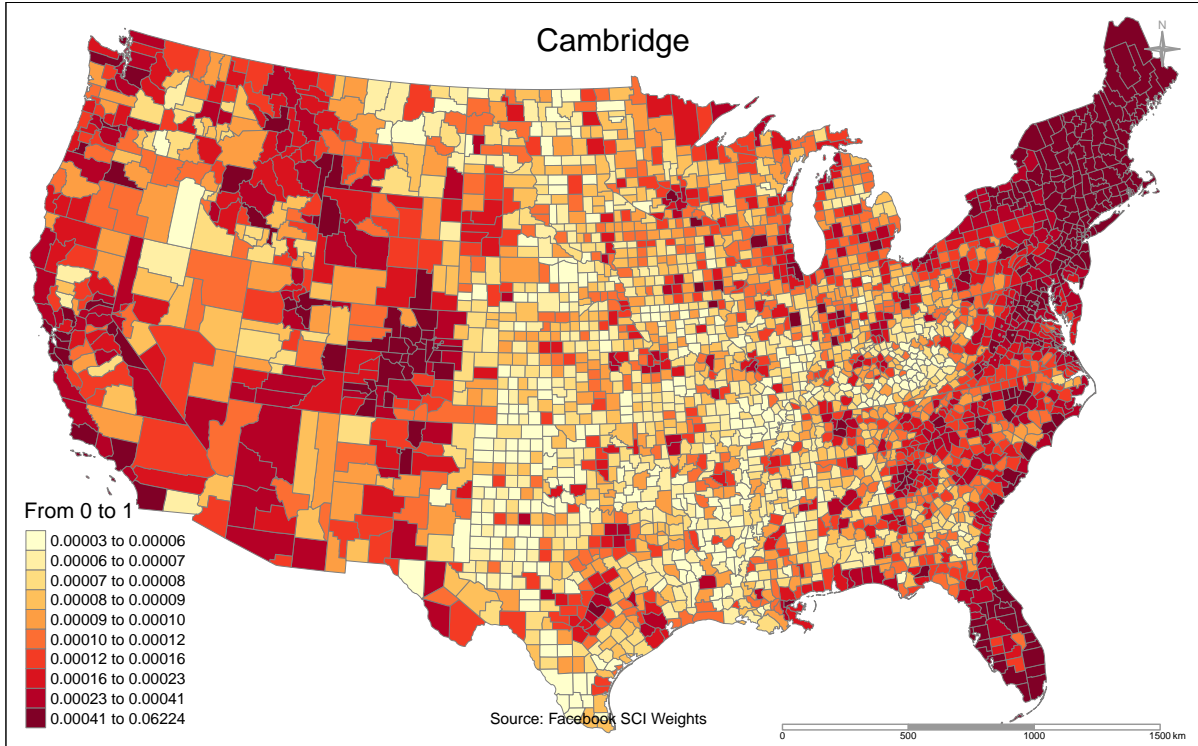 Cambridge
N
From 0 to 1
0.00003 to 0.00006
0.00006 to 0.00007
0.00007 to 0.00008
0.00008 to 0.00009
0.00009 to 0.00010
0.00010 to 0.00012
0.00012 to 0.00016
0.00016 to 0.00023
0.00023 to 0.00041
0.00041 to 0.06224
Source: Facebook SCI Weights
0 500 1000 1500 km